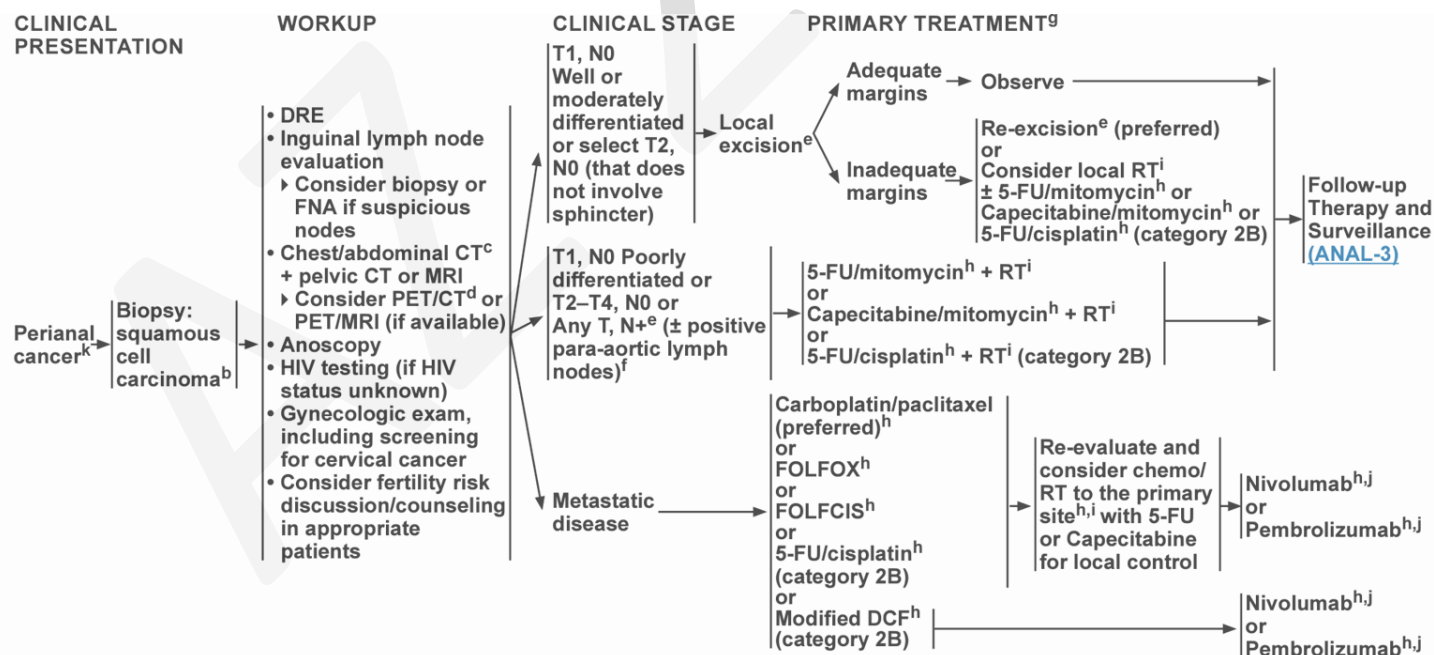 CLINICAL
PRESENTATION
WORKUP
CLINICAL STAGE
PRIMARY TREATMENTg
Perianal
cancerk
Biopsy:
squamous
cell
carcinomab
• DRE
• Inguinal lymph node
evaluation
▸ Consider biopsy or
FNA if suspicious
nodes
• Chest/abdominal CTc
+ pelvic CT or MRI
▸ Consider PET/CTd or
PET/MRI (if available)
• Anoscopy
• HIV testing (if HIV
status unknown)
• Gynecologic exam,
including screening
for cervical cancer
• Consider fertility risk
discussion/counseling
in appropriate
patients
T1, N0
Well or
moderately
differentiated
or select T2,
N0 (that does
not involve
sphincter)
Local
excisione
Adequate
margins
Observe
Inadequate
margins
Re-excisione (preferred)
or
Consider local RTi
± 5-FU/mitomycinh or
Capecitabine/mitomycinh or
5-FU/cisplatinh (category 2B)
Follow-up
Therapy and
Surveillance
(ANAL-3)
T1, N0 Poorly
differentiated or
T2–T4, N0 or
Any T, N+e (± positive
para-aortic lymph
nodes)f
5-FU/mitomycinh + RTi
or
Capecitabine/mitomycinh + RTi
or
5-FU/cisplatinh + RTi (category 2B)
Metastatic
disease
Carboplatin/paclitaxel
(preferred)h
or
FOLFOXh
or
FOLFCISh
or
5-FU/cisplatinh
(category 2B)
or
Modified DCFh
(category 2B)
Re-evaluate and
consider chemo/
RT to the primary
siteh,i with 5-FU
or Capecitabine
for local control
Nivolumabh,j
or
Pembrolizumabh,j
Nivolumabh,j
or
Pembrolizumabh,j